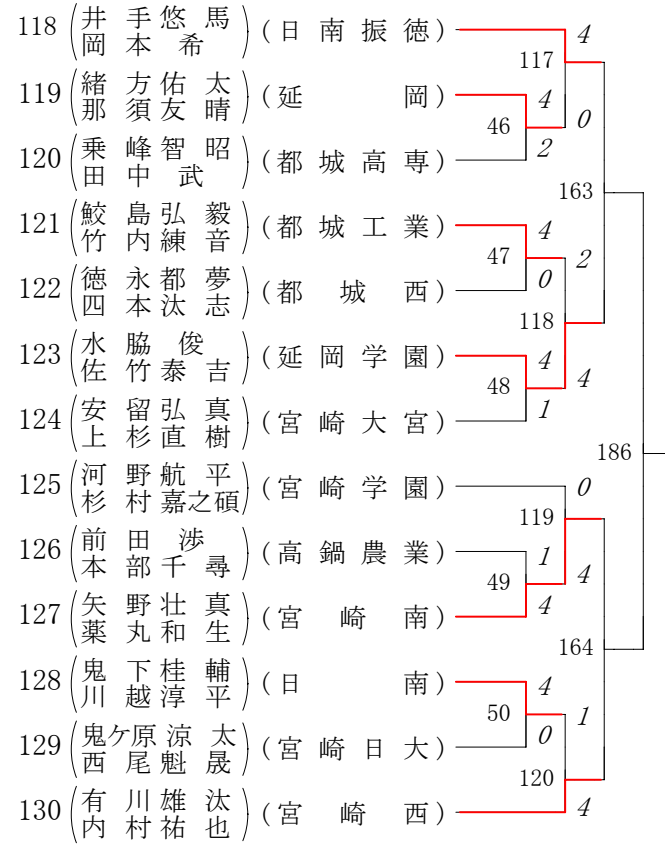 118 (井手悠馬 岡本希) (日南振徳) 4
117
119 (緒方佑太 那須友晴) (延岡) 4 0
46
120 (乗峰智昭 田中武) (都城高専) 2
163
121 (鮫島弘毅 竹内練音) (都城工業) 4
47 2
122 (徳永都夢 四本汰志) (都城西) 0
118
123 (水脇俊 佐竹泰吉) (延岡学園) 4
48 4
124 (安留弘真 上杉直樹) (宮崎大宮) 1
186
125 (河野航平 杉村嘉之碩) (宮崎学園) 0
119
126 (前田渉 本部千尋) (高鍋農業) 1
49 4
127 (矢野壮真 薬丸和生) (宮崎南) 4
164
128 (鬼下桂輔 川越淳平) (日南) 4
50 1
129 (鬼ケ原涼太 西尾魁晟) (宮崎日大) 0
120
130 (有川雄汰 内村祐也) (宮崎西) 4